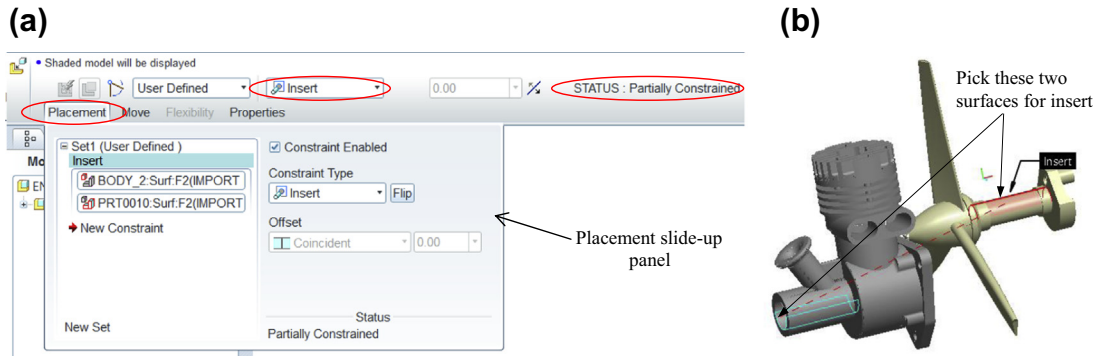 (a)
(b)
Shaded model will be displayed
User Defined
Insert
0.00
STATUS : Partially Constrained
Placement Move Flexibility Properties
Set1 (User Defined )
Insert
BODY_2:Surf:F2(IMPORT
PRT0010:Surf:F2(IMPORT
New Constraint
New Set
Constraint Enabled
Constraint Type
Insert
Flip
Offset
Coincident
0.00
Status
Partially Constrained
Placement slide-up
panel
Pick these two
surfaces for insert
Insert